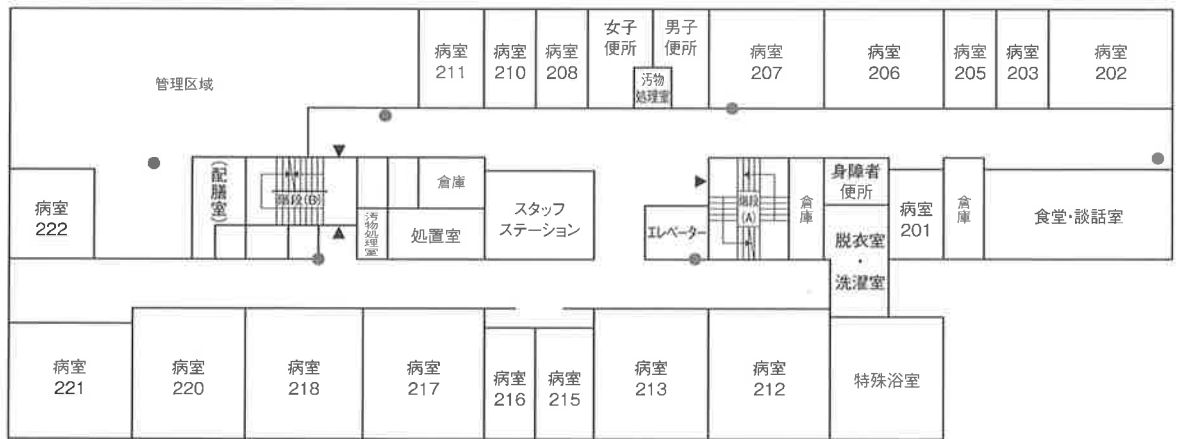 管理区域
病室
211
病室
210
病室
208
女子
便所
男子
便所
汚物
処理室
病室
207
病室
206
病室
205
病室
203
病室
202
病室
222
(配膳室)
階段(B)
汚物処理室
倉庫
処置室
スタッフ
ステーション
エレベーター
階段
(A)
倉庫
身障者
便所
脱衣室
・
洗濯室
病室
201
倉庫
食堂・談話室
病室
221
病室
220
病室
218
病室
217
病室
216
病室
215
病室
213
病室
212
特殊浴室